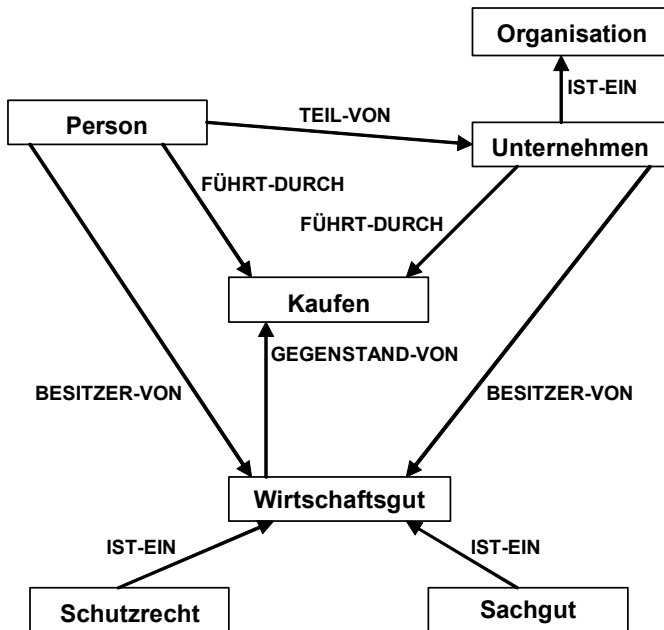 Organisation
IST-EIN
Person
TEIL-VON
Unternehmen
FÜHRT-DURCH
FÜHRT-DURCH
Kaufen
GEGENSTAND-VON
BESITZER-VON
BESITZER-VON
Wirtschaftsgut
IST-EIN
IST-EIN
Schutzrecht
Sachgut